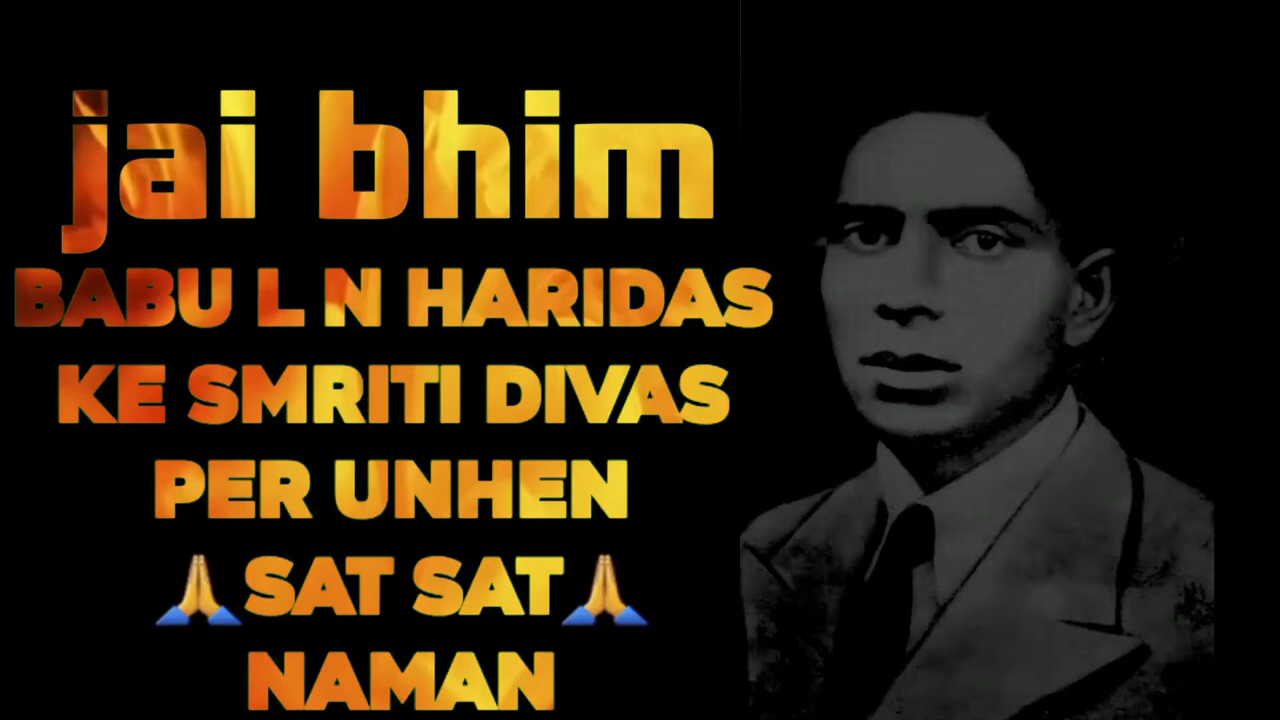 jai bhim
BABU L N HARIDAS
KE SMRITI DIVAS
PER UNHEN
🙏SAT SAT🙏
NAMAN